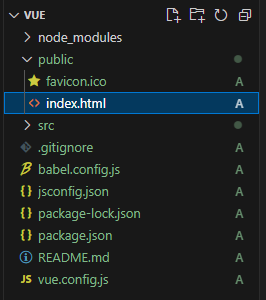 VUE
node_modules
public
favicon.ico A
index.html A
src
.gitignore A
babel.config.js A
jsconfig.json A
package-lock.json A
package.json A
README.md A
vue.config.js A